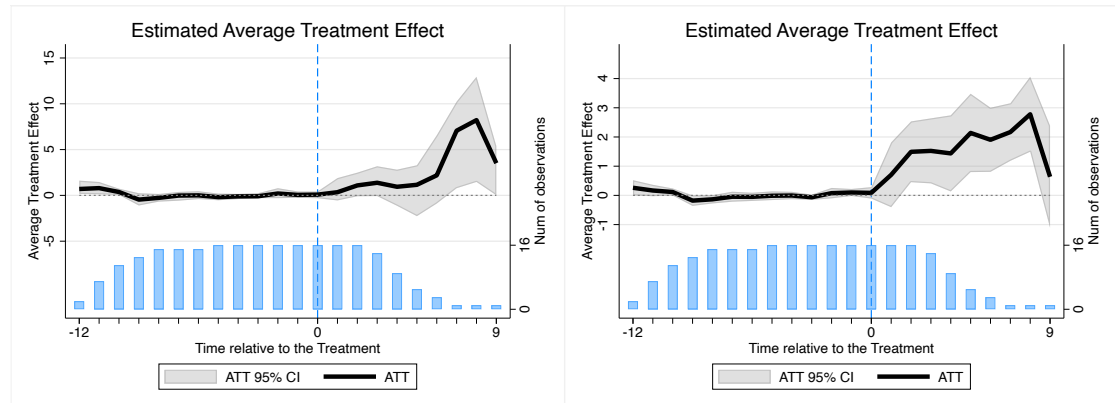 Estimated Average Treatment Effect
Average Treatment Effect
15
10
5
0
-5
16
0
Num of observations
-12
0
9
Time relative to the Treatment
ATT 95% CI
ATT
Estimated Average Treatment Effect
Average Treatment Effect
4
3
2
1
0
-1
16
0
Num of observations
-12
0
9
Time relative to the Treatment
ATT 95% CI
ATT